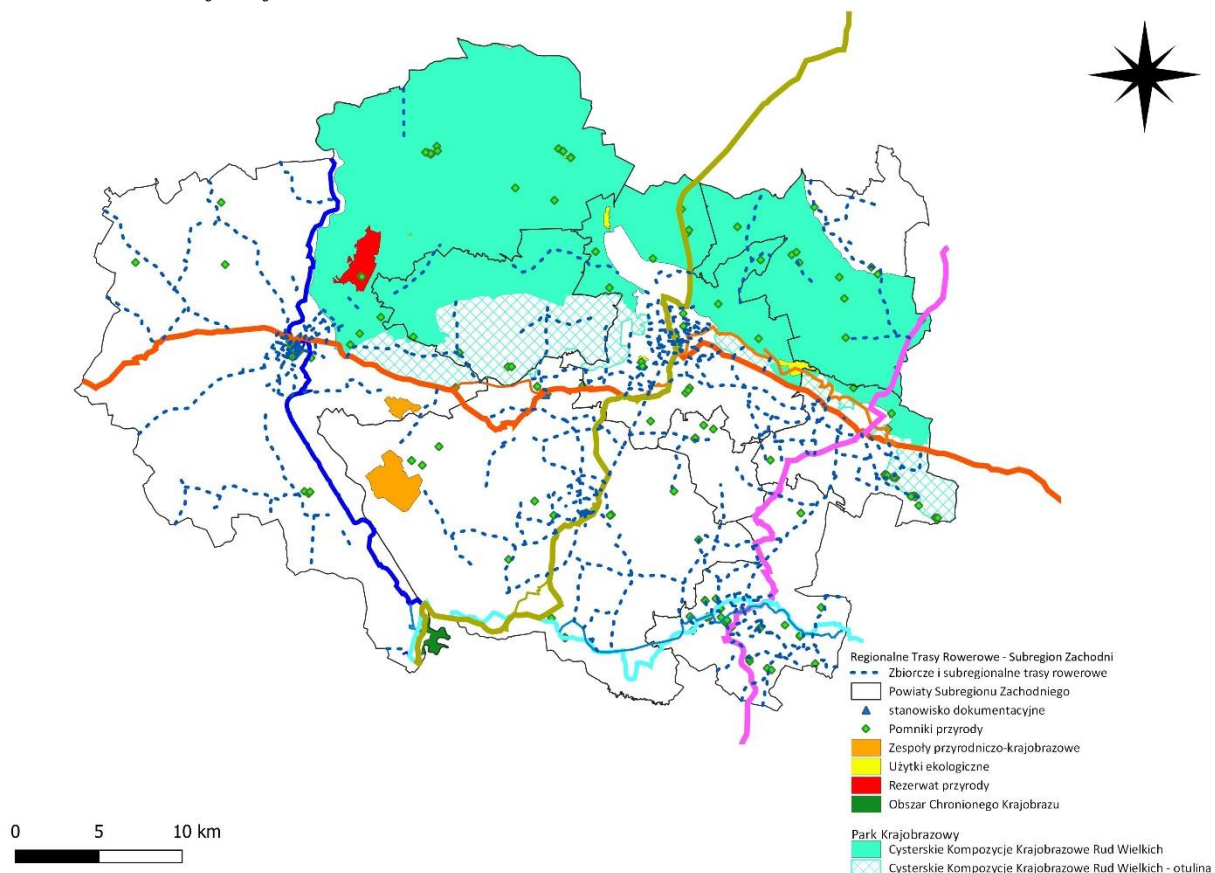 Regionalne Trasy Rowerowe - Subregion Zachodni
Zbiorcze i subregionalne trasy rowerowe
Powiaty Subregionu Zachodniego
stanowisko dokumentacyjne
Pomniki przyrody
Zespoły przyrodniczo-krajobrazowe
Użytki ekologiczne
Rezerwat przyrody
Obszar Chronionego Krajobrazu
Park Krajobrazowy
Cysterskie Kompozycje Krajobrazowe Rud Wielkich
Cysterskie Kompozycje Krajobrazowe Rud Wielkich - otulina
0 5 10 km